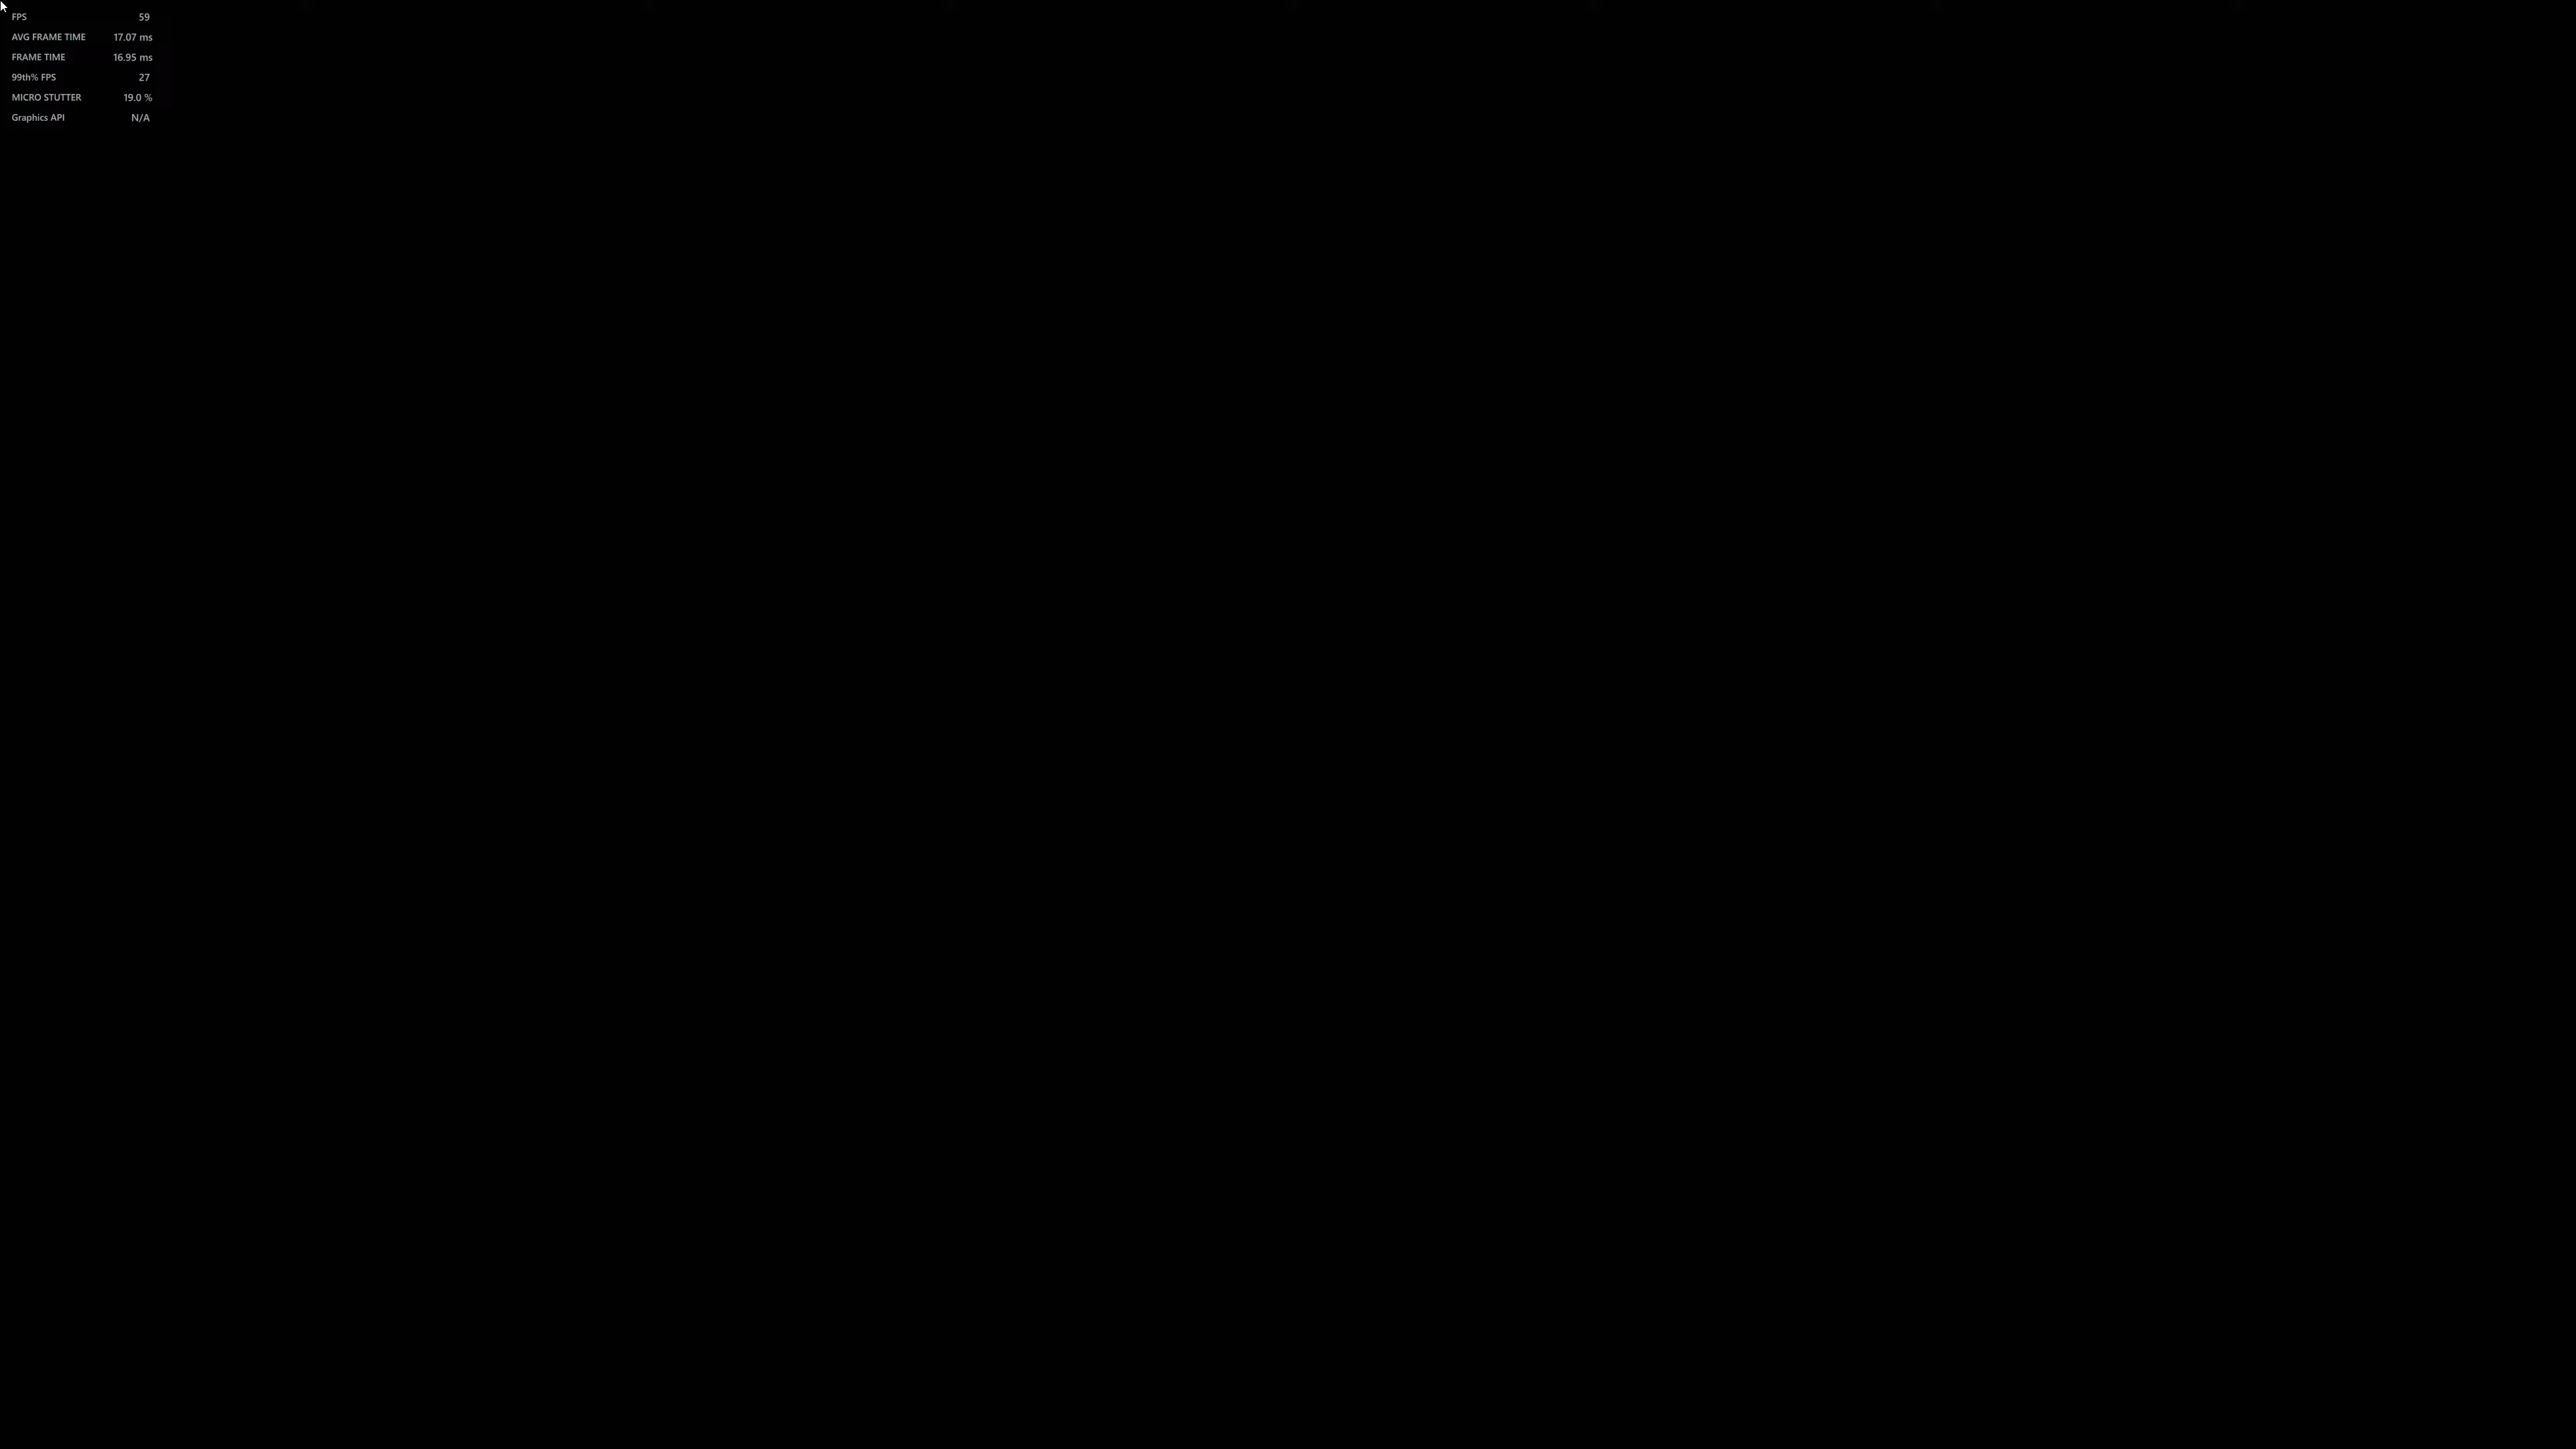 FPS 59
AVG FRAME TIME 17.07 ms
FRAME TIME 16.95 ms
99th% FPS 27
MICRO STUTTER 19.0 %
Graphics API N/A